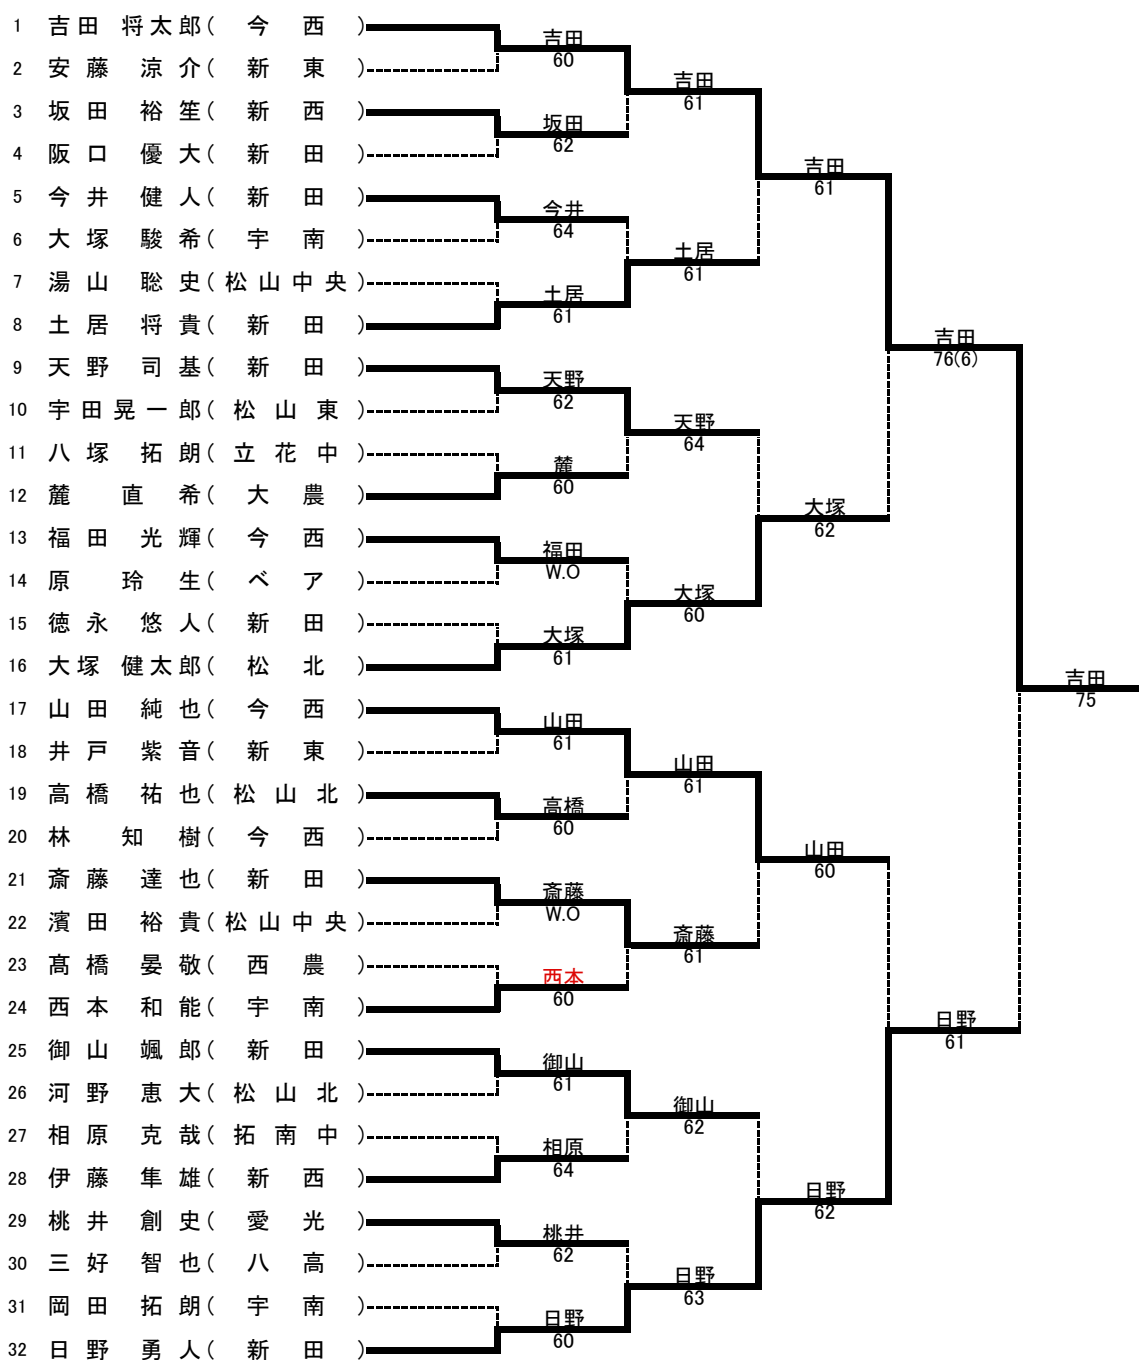 1 吉田 将太郎( 今 西 )
2 安藤 涼介( 新 東 )
3 坂田 裕笙( 新 西 )
4 阪口 優大( 新 田 )
5 今井 健人( 新 田 )
6 大塚 駿希( 宇 南 )
7 湯山 聡史( 松山中央 )
8 土居 将貴( 新 田 )
9 天野 司基( 新 田 )
10 宇田晃一郎( 松山東 )
11 八塚 拓朗( 立花中 )
12 麓 直希( 大 農 )
13 福田 光輝( 今 西 )
14 原 玲生( ベ ア )
15 徳永 悠人( 新 田 )
16 大塚 健太郎( 松 北 )
17 山田 純也( 今 西 )
18 井戸 紫音( 新 東 )
19 高橋 祐也( 松山北 )
20 林 知樹( 今 西 )
21 斎藤 達也( 新 田 )
22 濱田 裕貴( 松山中央 )
23 髙橋 晏敬( 西 農 )
24 西本 和能( 宇 南 )
25 御山 颯郎( 新 田 )
26 河野 恵大( 松山北 )
27 相原 克哉( 拓南中 )
28 伊藤 隼雄( 新 西 )
29 桃井 創史( 愛 光 )
30 三好 智也( 八 高 )
31 岡田 拓朗( 宇 南 )
32 日野 勇人( 新 田 )
吉田
60
坂田
62
今井
64
土居
61
天野
62
麓
60
福田
W.O
大塚
61
山田
61
高橋
60
斎藤
W.O
西本
60
御山
61
相原
64
桃井
62
日野
60
吉田
61
土居
61
天野
64
大塚
60
山田
61
斎藤
61
御山
62
日野
63
吉田
61
大塚
62
山田
60
日野
62
吉田
76(6)
日野
61
吉田
75